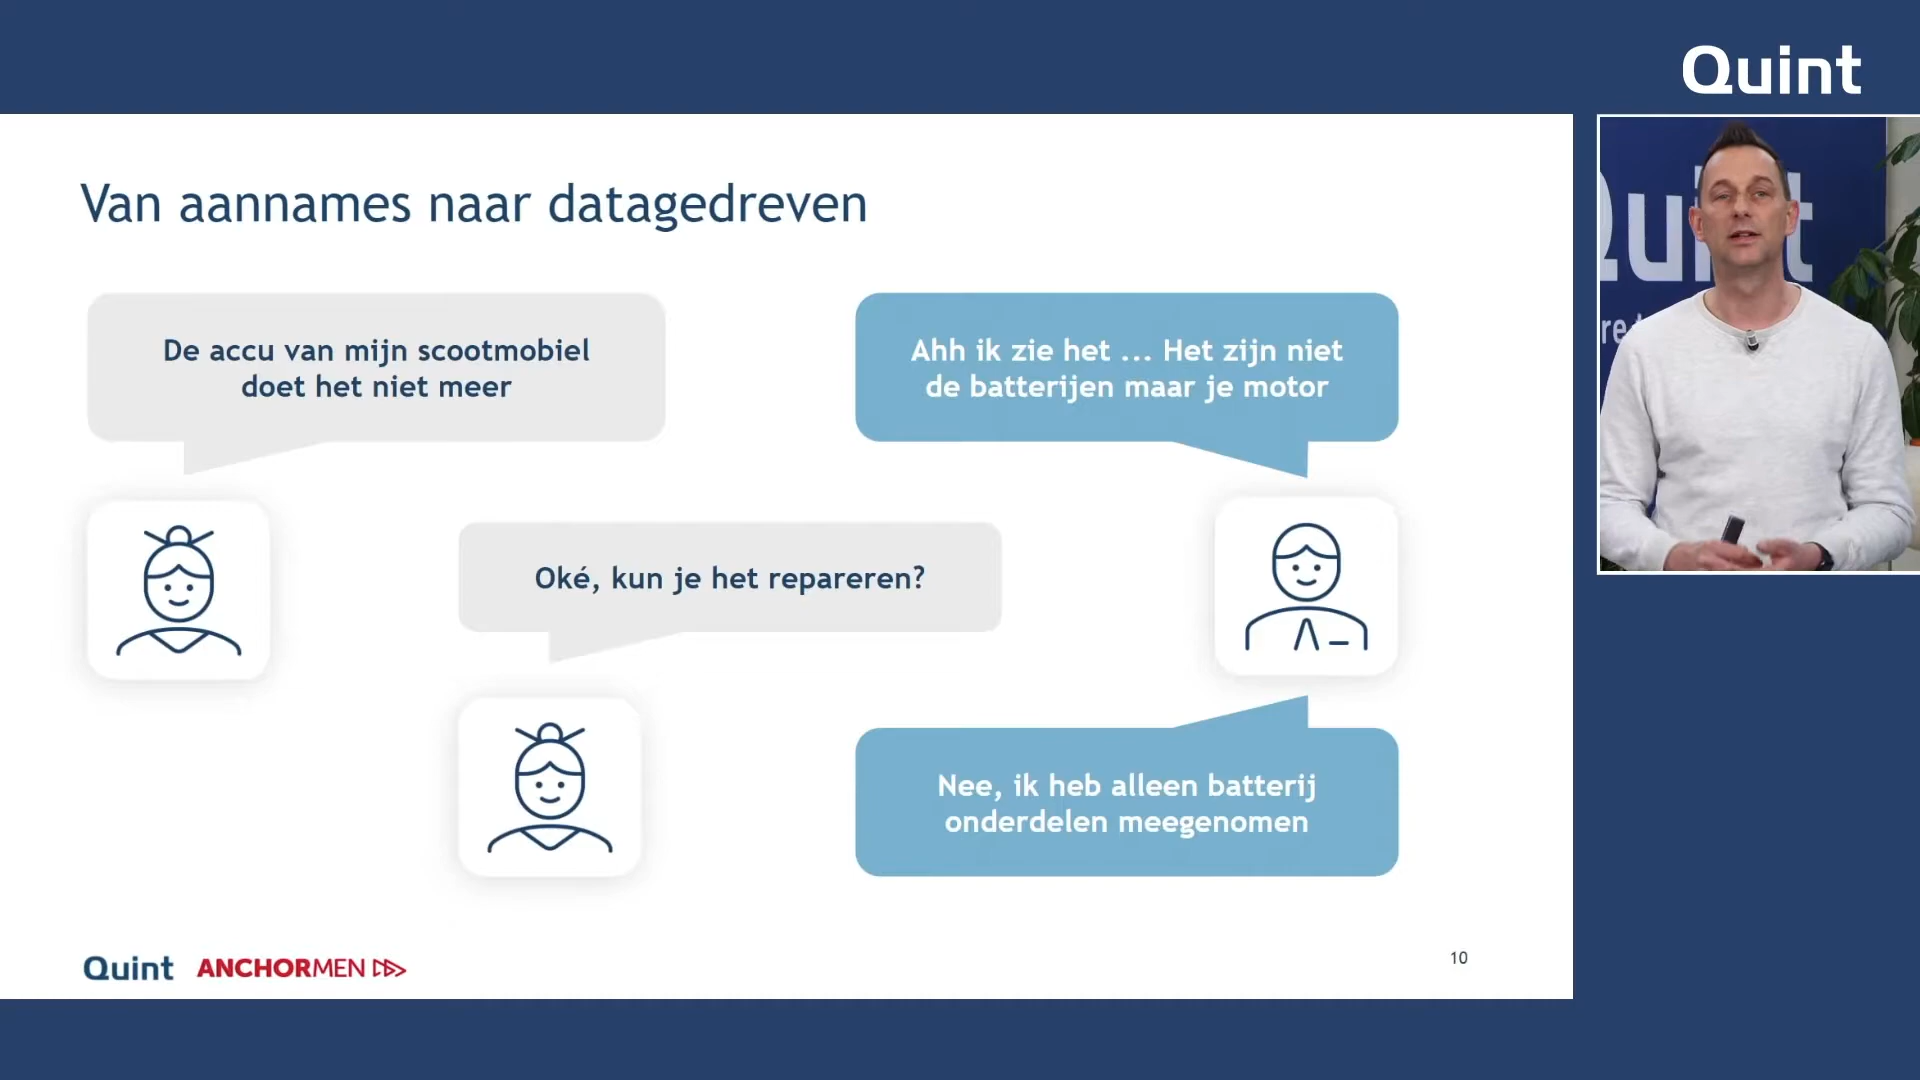 Quint
Van aannames naar datagedreven
De accu van mijn scootmobiel
doet het niet meer
Ahh ik zie het ... Het zijn niet
de batterijen maar je motor
Oké, kun je het repareren?
Nee, ik heb alleen batterij
onderdelen meegenomen
Quint ANCHORMEN
10
Quint